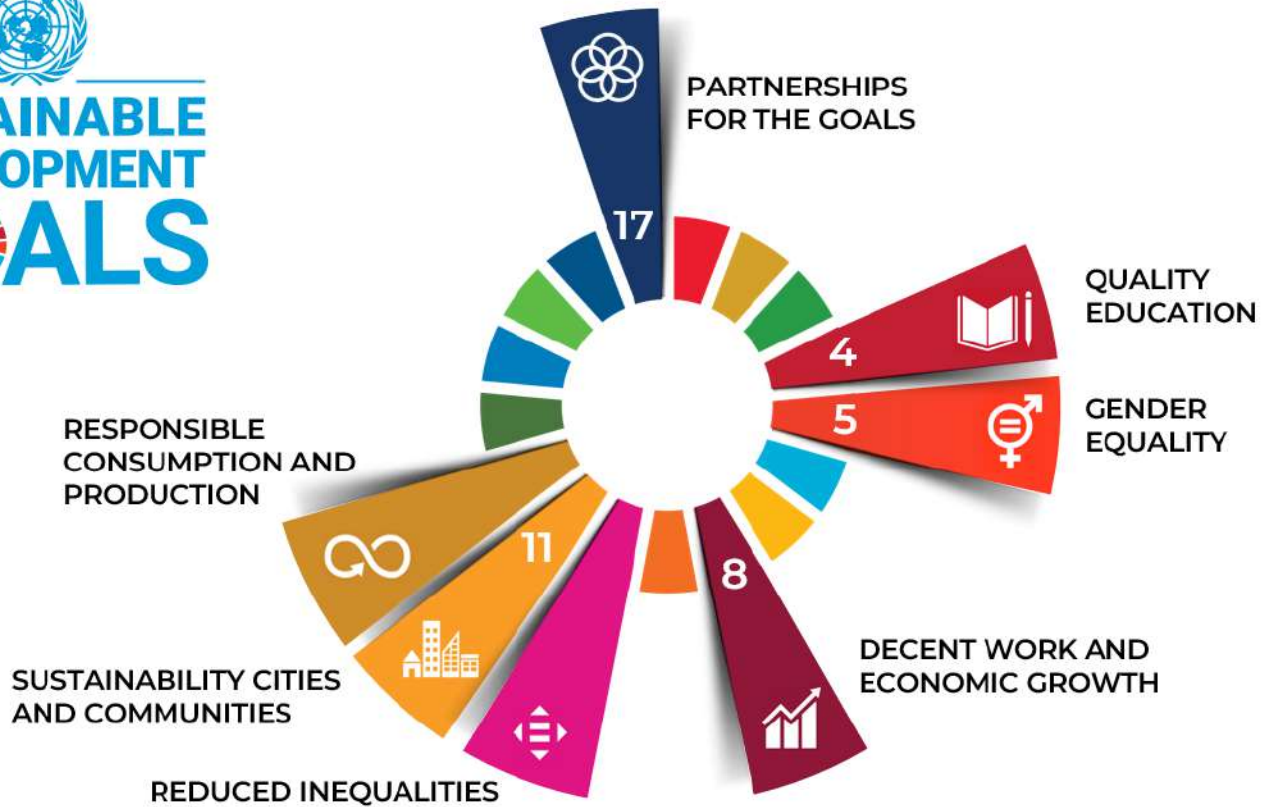 AINABLE
OPMENT
ALS
PARTNERSHIPS
FOR THE GOALS
17
QUALITY
EDUCATION
4
GENDER
EQUALITY
5
RESPONSIBLE
CONSUMPTION AND
PRODUCTION
11
8
DECENT WORK AND
ECONOMIC GROWTH
SUSTAINABILITY CITIES
AND COMMUNITIES
REDUCED INEQUALITIES